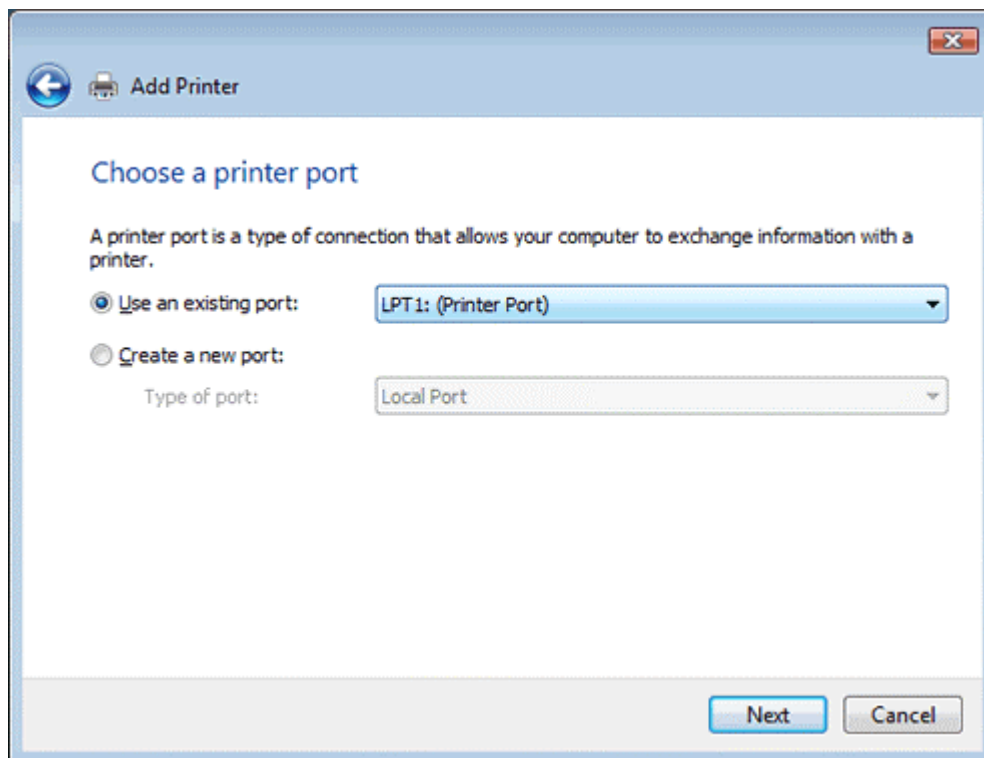 Add Printer
Choose a printer port
A printer port is a type of connection that allows your computer to exchange information with a
printer.
Use an existing port: LPT1: (Printer Port)
Create a new port:
Type of port: Local Port
Next Cancel